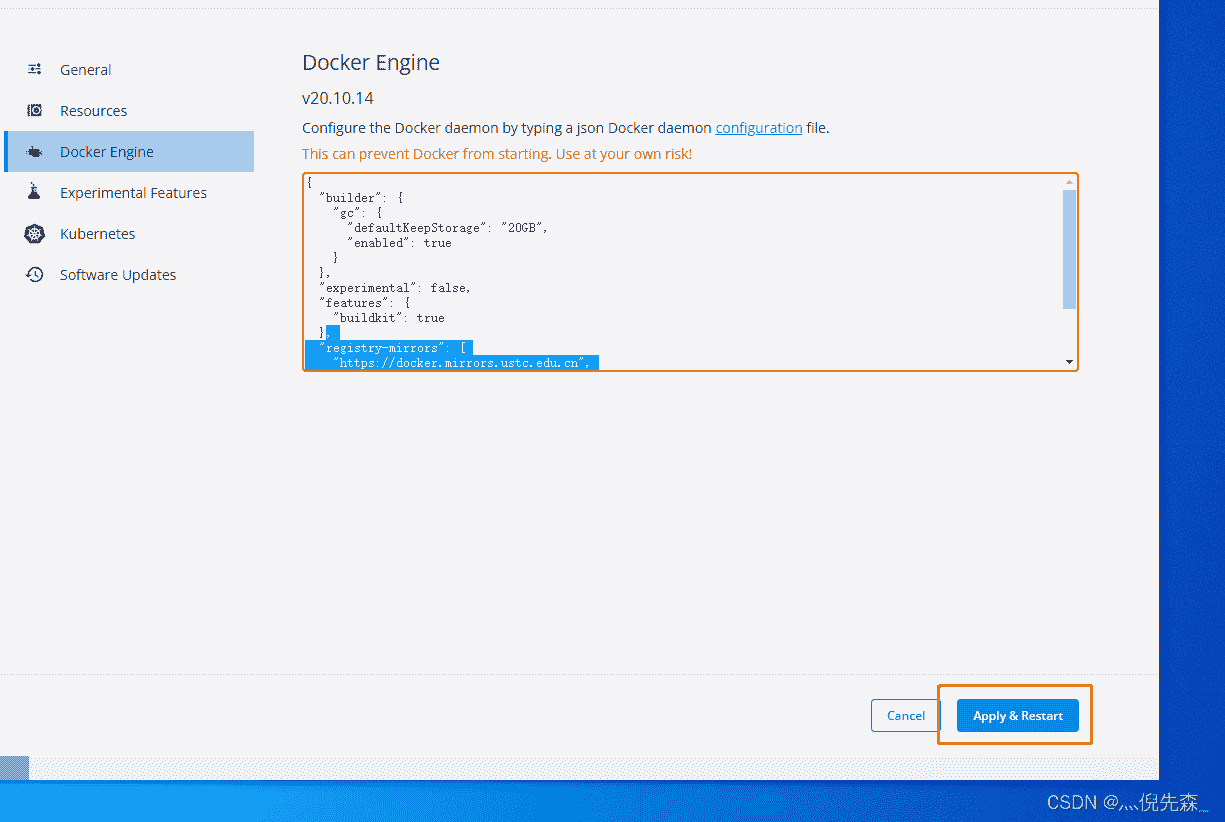 General
Resources
Docker Engine
Experimental Features
Kubernetes
Software Updates
Docker Engine
v20.10.14
Configure the Docker daemon by typing a json Docker daemon configuration file.
This can prevent Docker from starting. Use at your own risk!
{
"builder": {
"gc": {
"defaultKeepStorage": "20GB",
"enabled": true
}
},
"experimental": false,
"features": {
"buildkit": true
},
"registry-mirrors": [
"https://docker.mirrors.ustc.edu.cn",
Cancel
Apply & Restart
CSDN @灬倪先森_